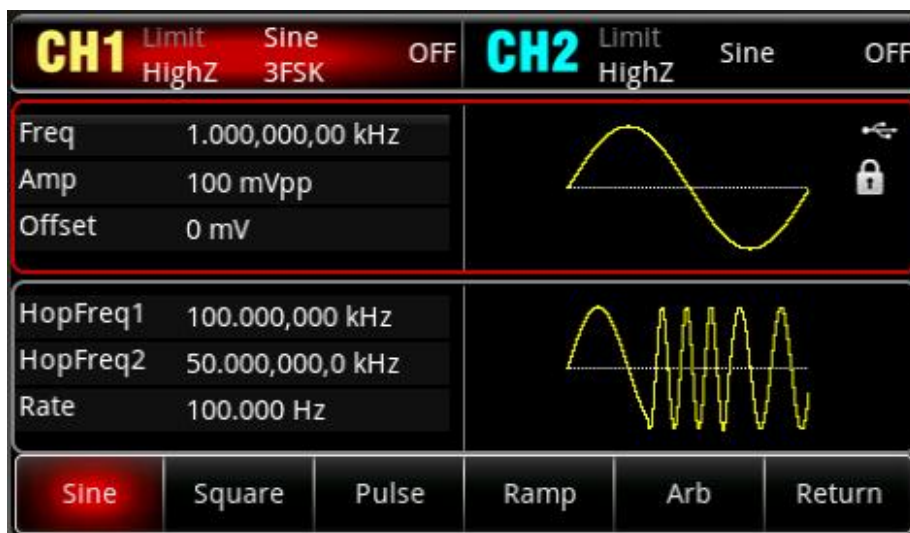 CH1 Limit Sine OFF CH2 Limit Sine OFF
HighZ 3FSK HighZ
Freq 1.000,000,00 kHz
Amp 100 mVpp
Offset 0 mV
HopFreq1 100.000,000 kHz
HopFreq2 50.000,000,0 kHz
Rate 100.000 Hz
Sine Square Pulse Ramp Arb Return